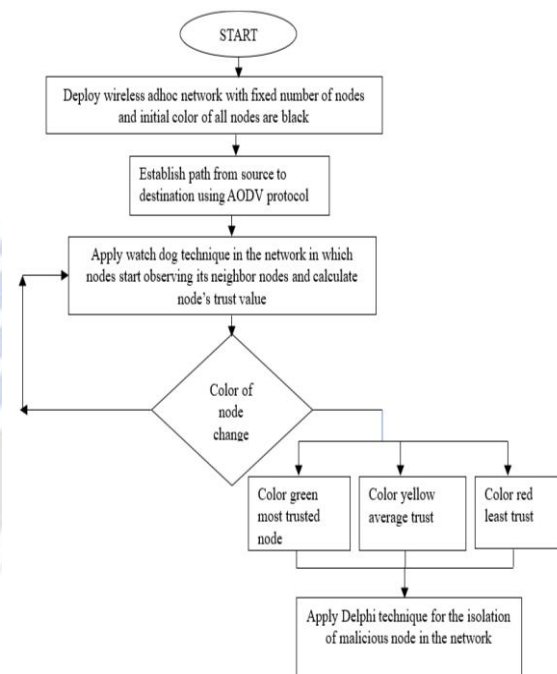 START
Deploy wireless adhoc network with fixed number of nodes
and initial color of all nodes are black
Establish path from source to
destination using AODV protocol
Apply watch dog technique in the network in which
nodes start observing its neighbor nodes and calculate
node's trust value
Color of
node
change
Color green
most trusted
node
Color yellow
average trust
Color red
least trust
Apply Delphi technique for the isolation
of malicious node in the network